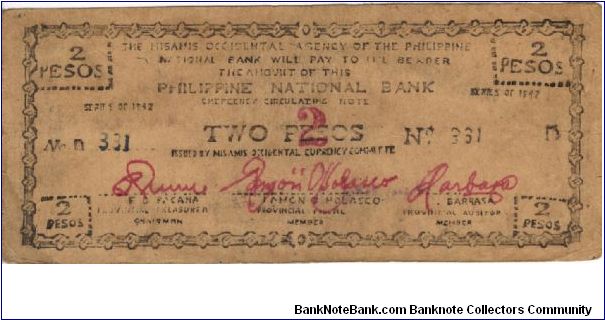 2 PESOS
THE MISAMIS OCCIDENTAL AGENCY OF THE PHILIPPINE
NATIONAL BANK WILL PAY TO THE BEARER
THE AMOUNT OF THIS
2 PESOS
PHILIPPINE NATIONAL BANK
SERIES OF 1942
EMERGENCY CIRCULATING NOTE
SERIES OF 1942
2
No. D 331
TWO PESOS
No 331 D
ISSUED BY MISAMIS OCCIDENTAL CURRENCY COMMITTEE
2 PESOS
PROVINCIAL TREASURER
CHAIRMAN
RAMON O NOLASCO
PROVINCIAL FISCAL
MEMBER
BARBASA
PROVINCIAL AUDITOR
MEMBER
2 PESOS
BankNoteBank.com Banknote Collectors Community